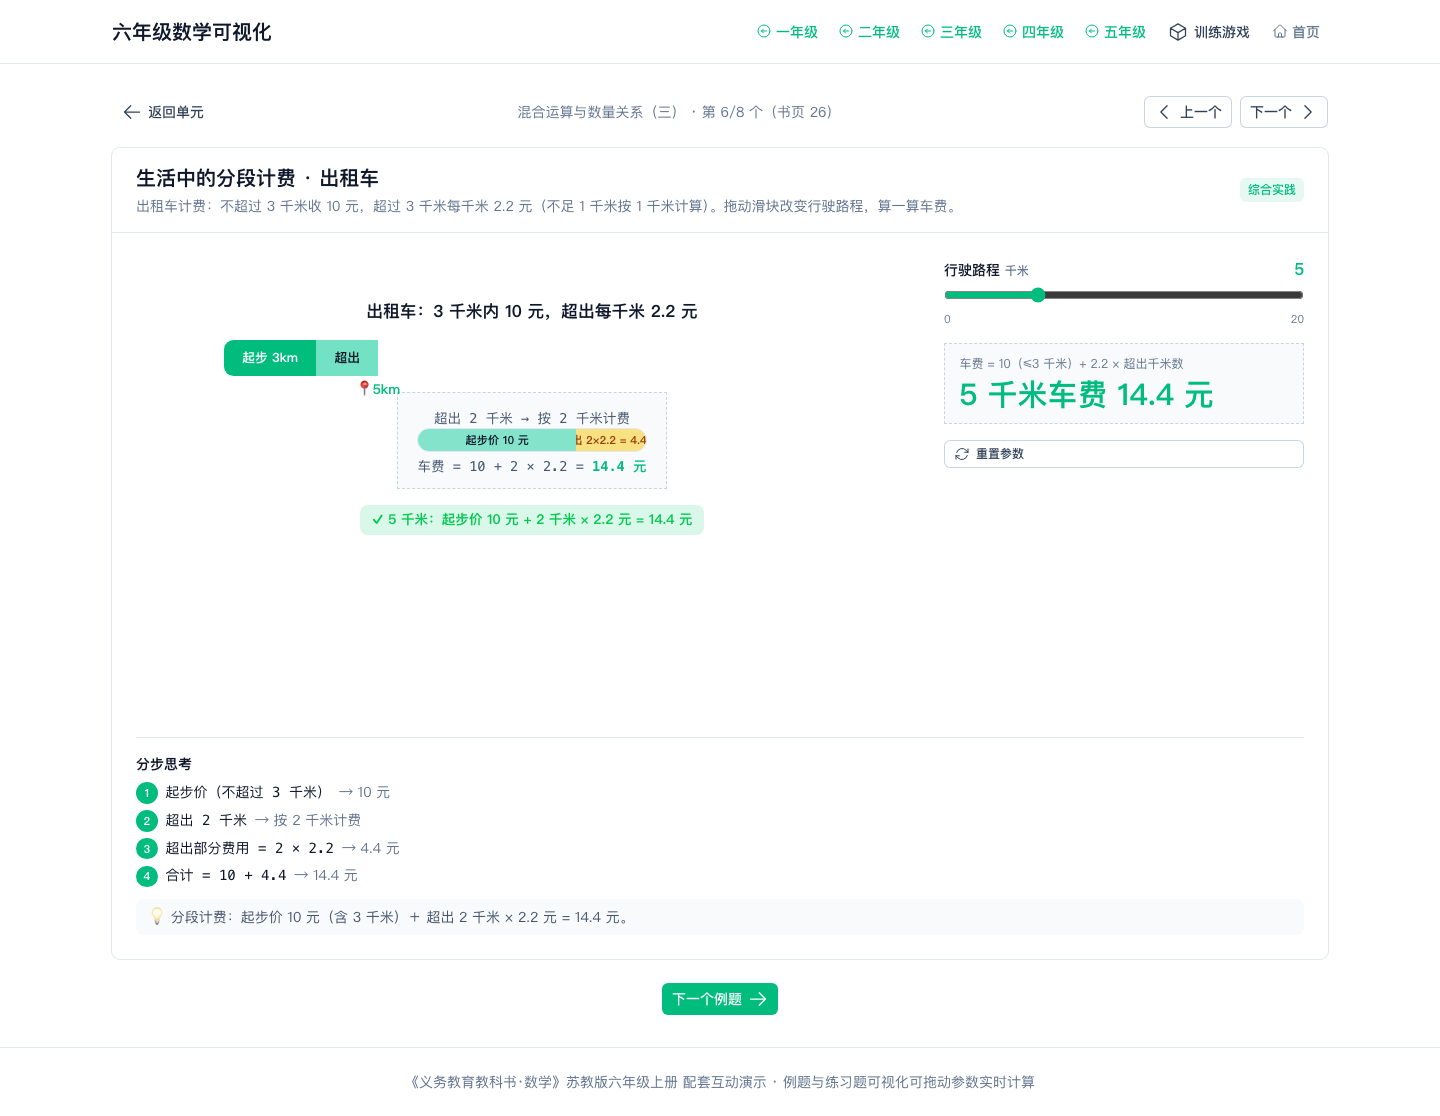 六年级数学可视化
一年级 二年级 三年级 四年级 五年级 训练游戏 首页
返回单元
混合运算与数量关系（三） · 第 6/8 个（书页 26）
上一个 下一个
生活中的分段计费 · 出租车
出租车计费：不超过 3 千米收 10 元，超过 3 千米每千米 2.2 元（不足 1 千米按 1 千米计算）。拖动滑块改变行驶路程，算一算车费。
综合实践
出租车：3 千米内 10 元，超出每千米 2.2 元
起步 3km 超出
5km
超出 2 千米 → 按 2 千米计费
起步价 10 元 2×2.2 = 4.4
车费 = 10 + 2 × 2.2 = 14.4 元
✓ 5 千米：起步价 10 元 + 2 千米 × 2.2 元 = 14.4 元
行驶路程 千米 5
0 20
车费 = 10（≤3 千米）+ 2.2 × 超出千米数
5 千米车费 14.4 元
重置参数
分步思考
1 起步价（不超过 3 千米） → 10 元
2 超出 2 千米 → 按 2 千米计费
3 超出部分费用 = 2 × 2.2 → 4.4 元
4 合计 = 10 + 4.4 → 14.4 元
分段计费：起步价 10 元（含 3 千米）＋ 超出 2 千米 × 2.2 元 = 14.4 元。
下一个例题 →
《义务教育教科书·数学》苏教版六年级上册 配套互动演示 · 例题与练习题可视化可拖动参数实时计算